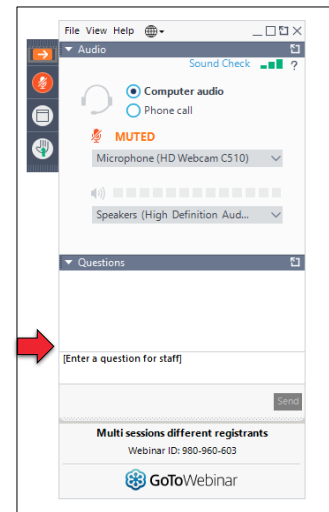 File View Help
Audio
Sound Check ?
Computer audio
Phone call
MUTED
Microphone (HD Webcam C510)
Speakers (High Definition Aud...
Questions
[Enter a question for staff]
Send
Multi sessions different registrants
Webinar ID: 980-960-603
GoToWebinar